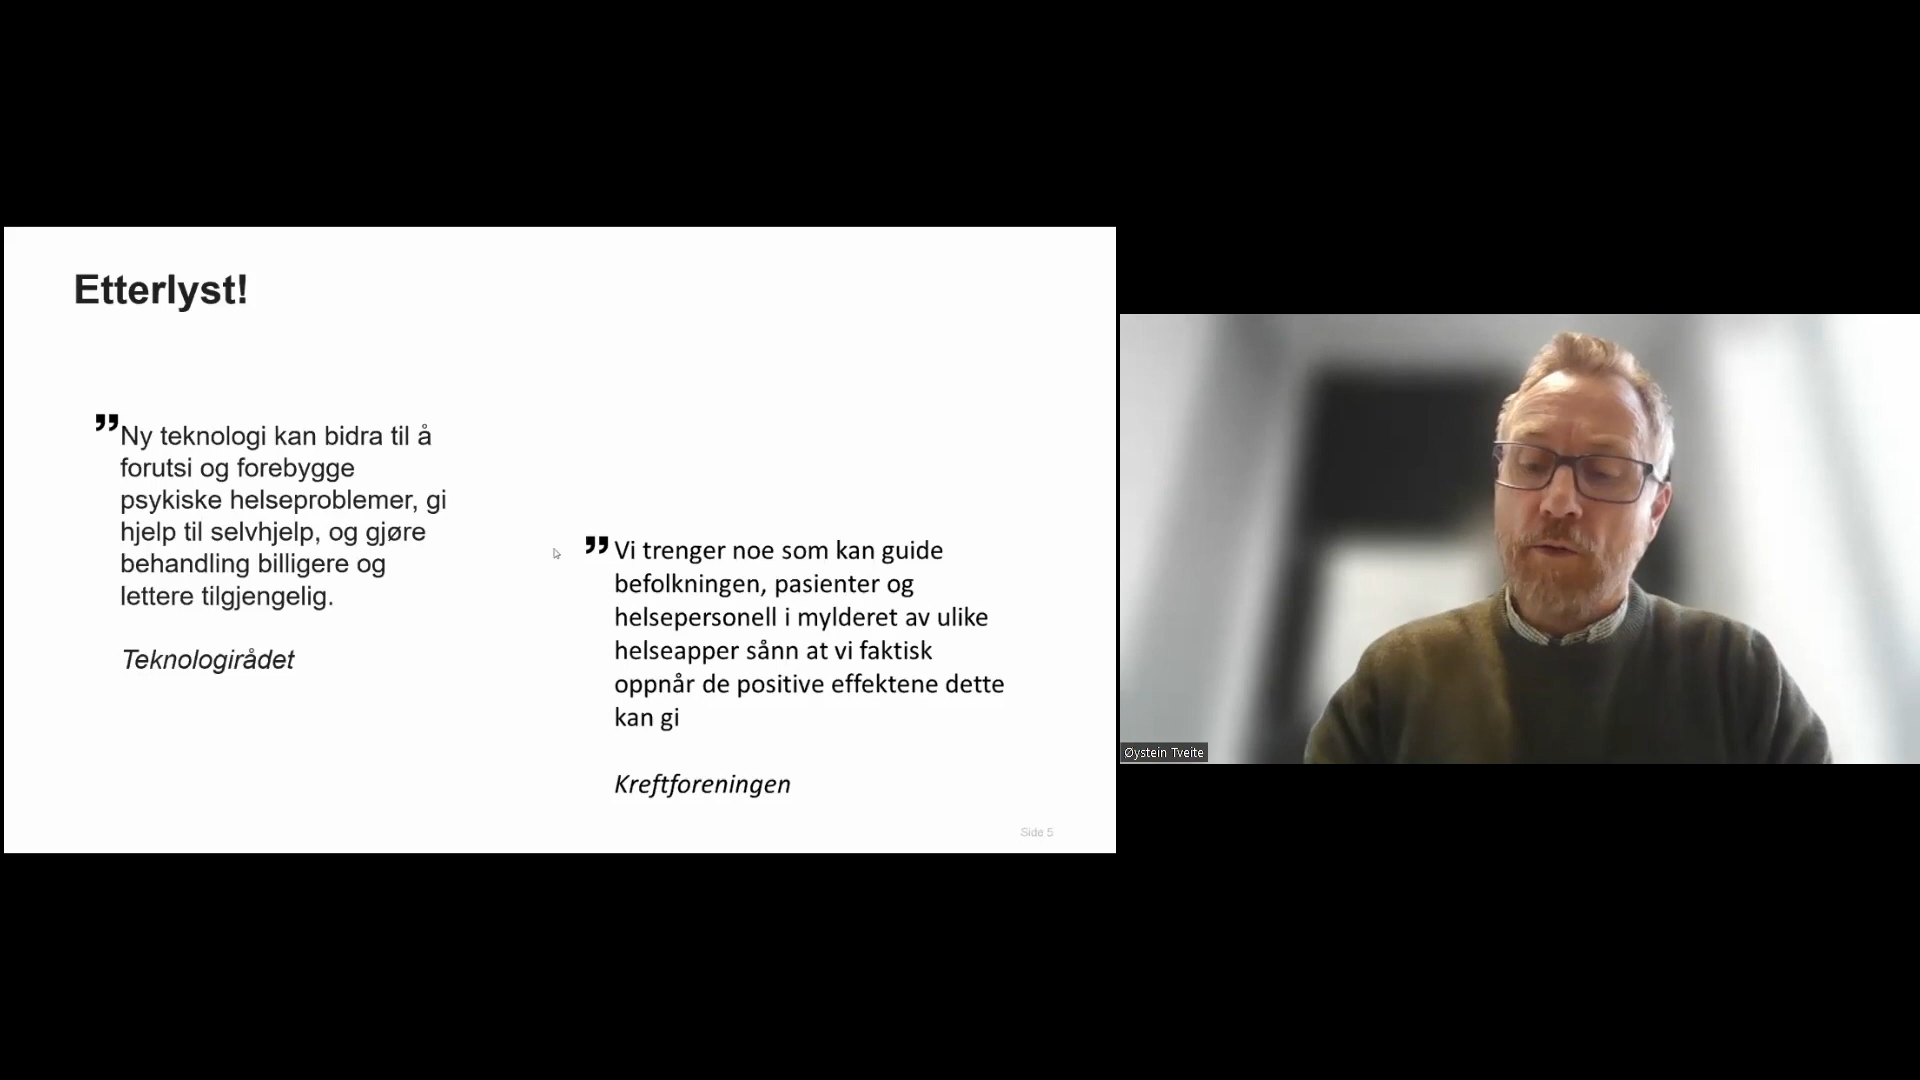 Etterlyst!
”Ny teknologi kan bidra til å
forutsi og forebygge
psykiske helseproblemer, gi
hjelp til selvhjelp, og gjøre
behandling billigere og
lettere tilgjengelig.
Teknologirådet
”Vi trenger noe som kan guide
befolkningen, pasienter og
helsepersonell i mylderet av ulike
helseapper sånn at vi faktisk
oppnår de positive effektene dette
kan gi
Kreftforeningen
Side 5
Øystein Tveite